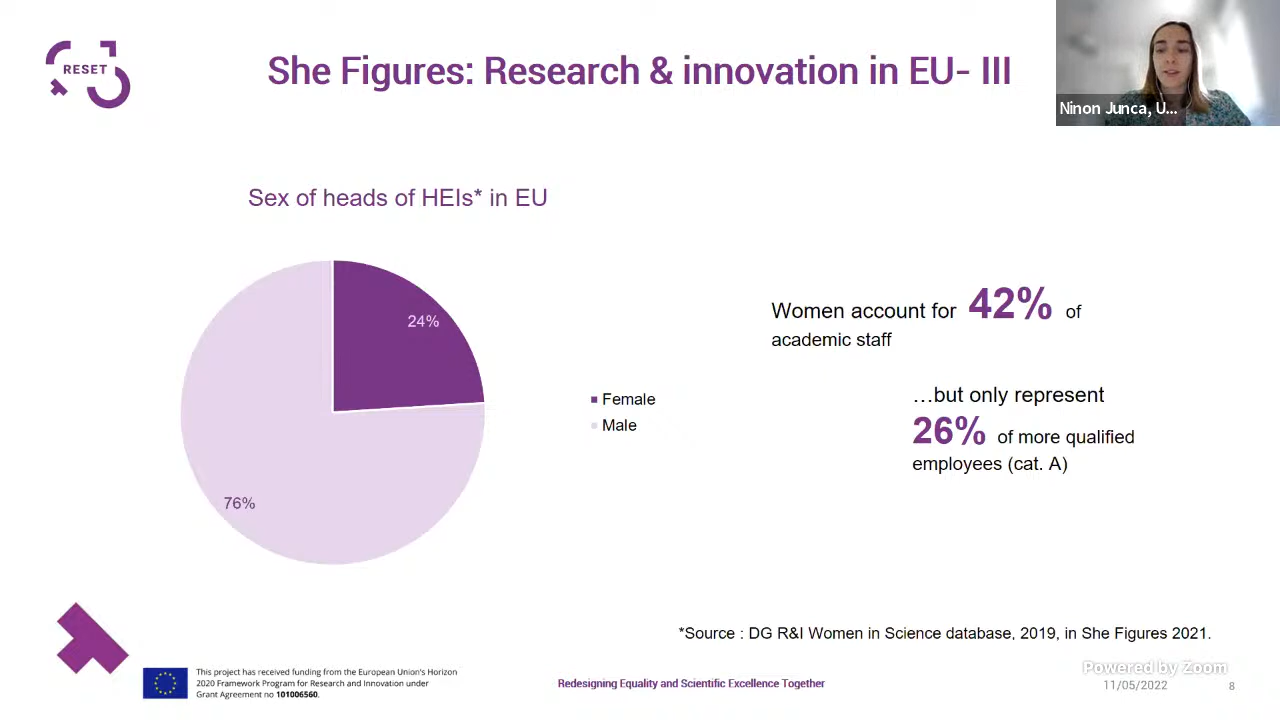 RESET
She Figures: Research & innovation in EU- III
Ninon Junca, U...
Sex of heads of HEIs* in EU
24%
76%
Female
Male
Women account for 42% of
academic staff
…but only represent
26% of more qualified
employees (cat. A)
*Source : DG R&I Women in Science database, 2019, in She Figures 2021.
This project has received funding from the European Union's Horizon
2020 Framework Program for Research and Innovation under
Grant Agreement no 101006560.
Redesigning Equality and Scientific Excellence Together
Powered by Zoom
11/05/2022
8